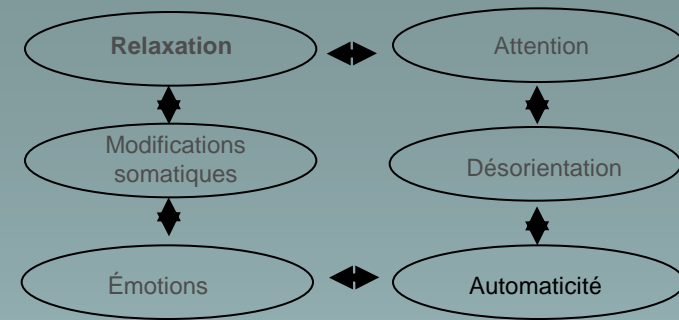 Relaxation
Attention
Modifications
somatiques
Désorientation
Émotions
Automaticité